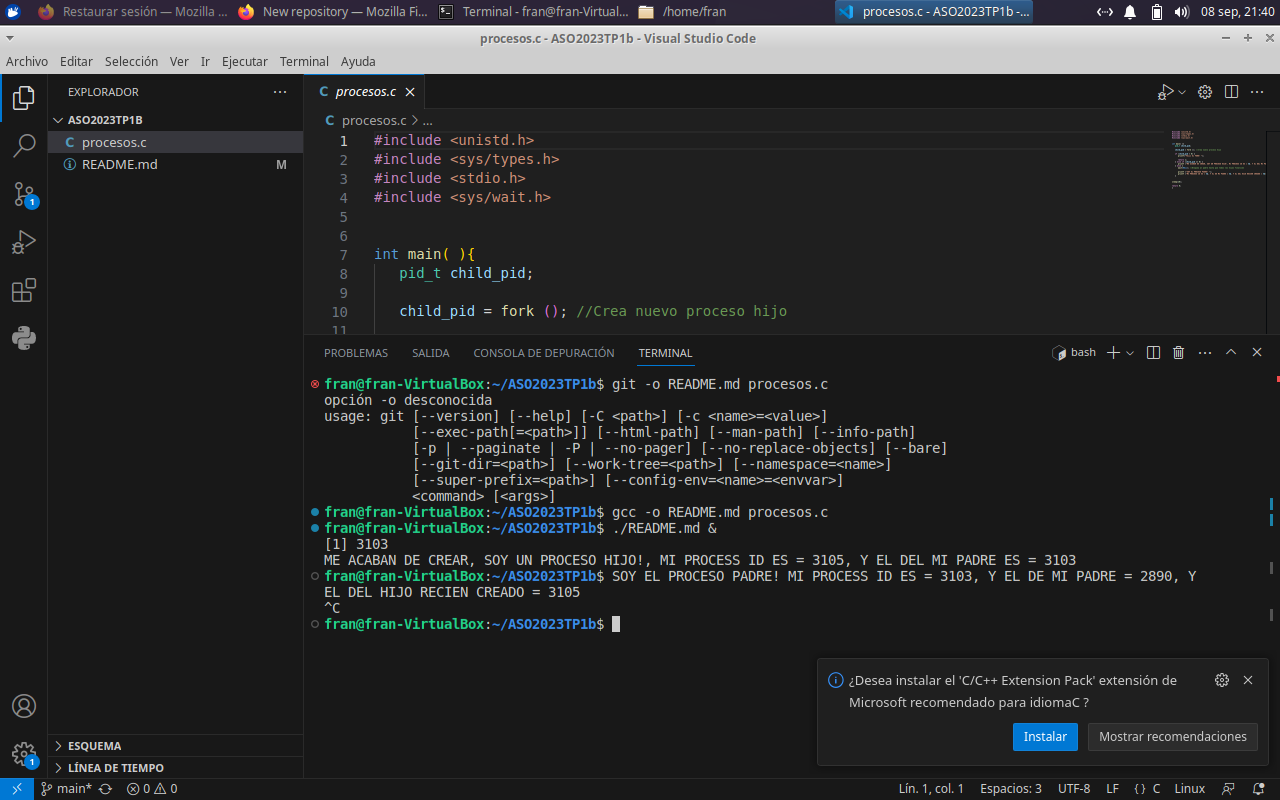 Restaurar sesión — Mozilla ...
New repository — Mozilla Fi...
Terminal - fran@fran-Virtual...
/home/fran
procesos.c - ASO2023TP1b -...
08 sep, 21:40
procesos.c - ASO2023TP1b - Visual Studio Code
Archivo Editar Selección Ver Ir Ejecutar Terminal Ayuda
EXPLORADOR
ASO2023TP1B
C procesos.c
README.md M
1
1
C procesos.c
C procesos.c > ...
1 #include <unistd.h>
2 #include <sys/types.h>
3 #include <stdio.h>
4 #include <sys/wait.h>
5
6
7 int main( ){
8 pid_t child_pid;
9
10 child_pid = fork (); //Crea nuevo proceso hijo
11
PROBLEMAS SALIDA CONSOLA DE DEPURACIÓN TERMINAL
bash
fran@fran-VirtualBox:~/ASO2023TP1b$ git -o README.md procesos.c
opción -o desconocida
usage: git [--version] [--help] [-C <path>] [-c <name>=<value>]
[--exec-path[=<path>]] [--html-path] [--man-path] [--info-path]
[-p | --paginate | -P | --no-pager] [--no-replace-objects] [--bare]
[--git-dir=<path>] [--work-tree=<path>] [--namespace=<name>]
[--super-prefix=<path>] [--config-env=<name>=<envvar>]
<command> [<args>]
fran@fran-VirtualBox:~/ASO2023TP1b$ gcc -o README.md procesos.c
fran@fran-VirtualBox:~/ASO2023TP1b$ ./README.md &
[1] 3103
ME ACABAN DE CREAR, SOY UN PROCESO HIJO!, MI PROCESS ID ES = 3105, Y EL DEL MI PADRE ES = 3103
fran@fran-VirtualBox:~/ASO2023TP1b$ SOY EL PROCESO PADRE! MI PROCESS ID ES = 3103, Y EL DE MI PADRE = 2890, Y
EL DEL HIJO RECIEN CREADO = 3105
^C
fran@fran-VirtualBox:~/ASO2023TP1b$
¿Desea instalar el 'C/C++ Extension Pack' extensión de
Microsoft recomendado para idiomaC ?
Instalar
Mostrar recomendaciones
ESQUEMA
LÍNEA DE TIEMPO
main* 0 0
Lín. 1, col. 1 Espacios: 3 UTF-8 LF {} C Linux